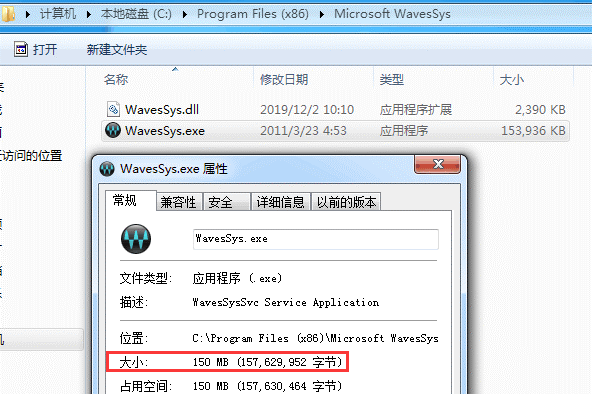 计算机 ▸ 本地磁盘 (C:) ▸ Program Files (x86) ▸ Microsoft WavesSys
打开 新建文件夹
名称 修改日期 类型 大小
WavesSys.dll 2019/12/2 10:10 应用程序扩展 2,390 KB
WavesSys.exe 2011/3/23 4:53 应用程序 153,936 KB
访问的位置
WavesSys.exe 属性
常规 兼容性 安全 详细信息 以前的版本
WavesSys.exe
文件类型: 应用程序 (.exe)
描述: WavesSysSvc Service Application
位置: C:\Program Files (x86)\Microsoft WavesSys
大小: 150 MB (157,629,952 字节)
占用空间: 150 MB (157,630,464 字节)